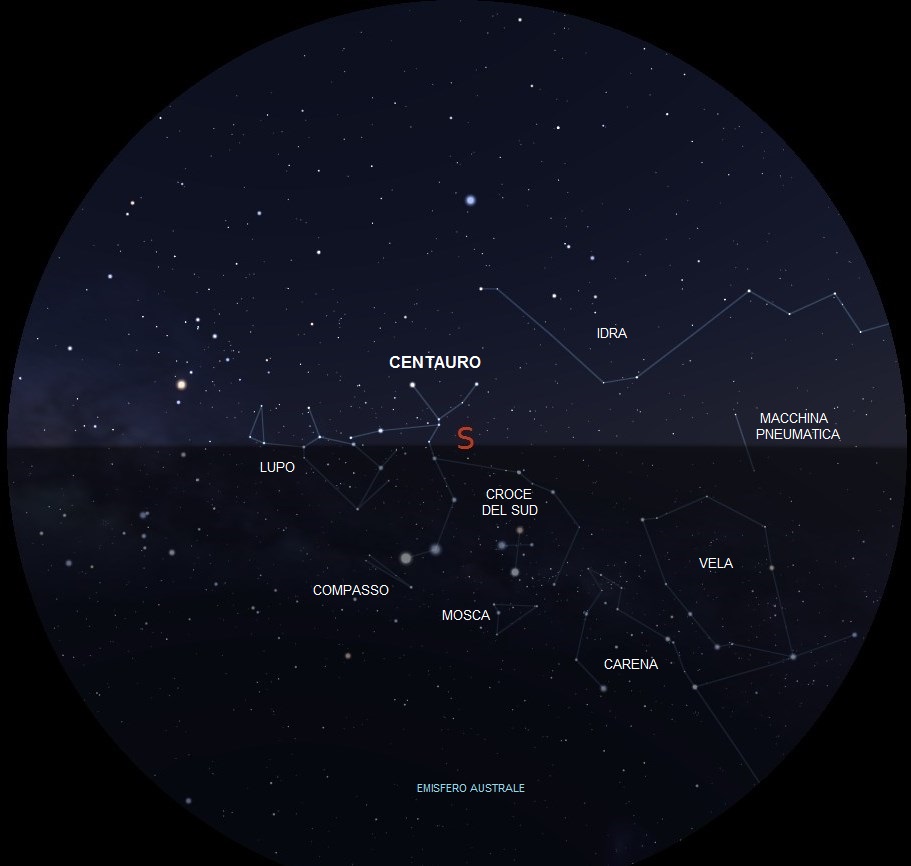 IDRA
CENTAURO
MACCHINA
PNEUMATICA
S
LUPO
CROCE
DEL SUD
VELA
COMPASSO
MOSCA
CARENA
EMISFERO AUSTRALE